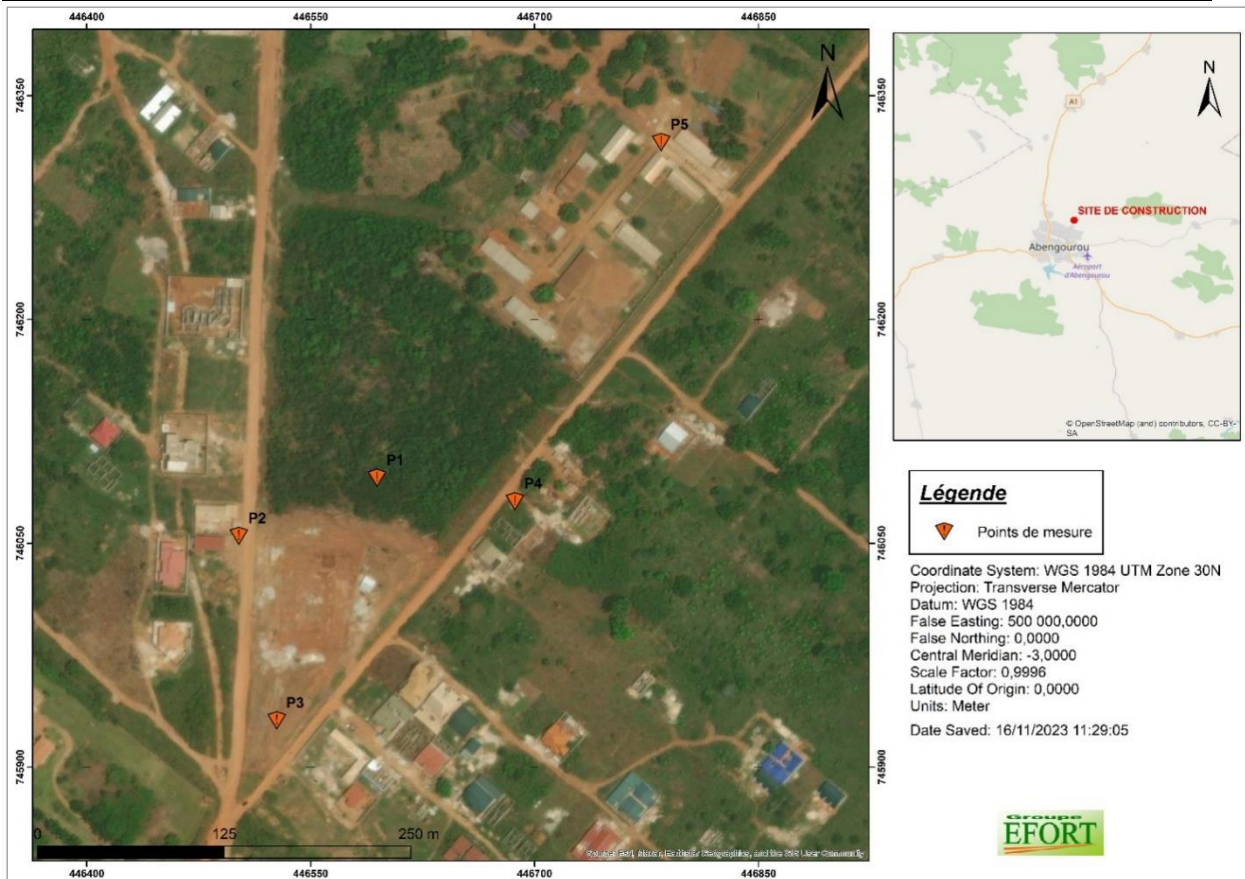 446400 446550 446700 446850
746350
746200
746050
745900
N
P5
P1
P4
P2
P3
0 125 250 m
446400 446550 446700 446850
746350
746200
746050
745900
N
A1
SITE DE CONSTRUCTION
Abengourou
Aéroport
d'Abengourou
© OpenStreetMap (and) contributors, CC-BY-
SA
Légende
Points de mesure
Coordinate System: WGS 1984 UTM Zone 30N
Projection: Transverse Mercator
Datum: WGS 1984
False Easting: 500 000,0000
False Northing: 0,0000
Central Meridian: -3,0000
Scale Factor: 0,9996
Latitude Of Origin: 0,0000
Units: Meter
Date Saved: 16/11/2023 11:29:05
Groupe
EFORT